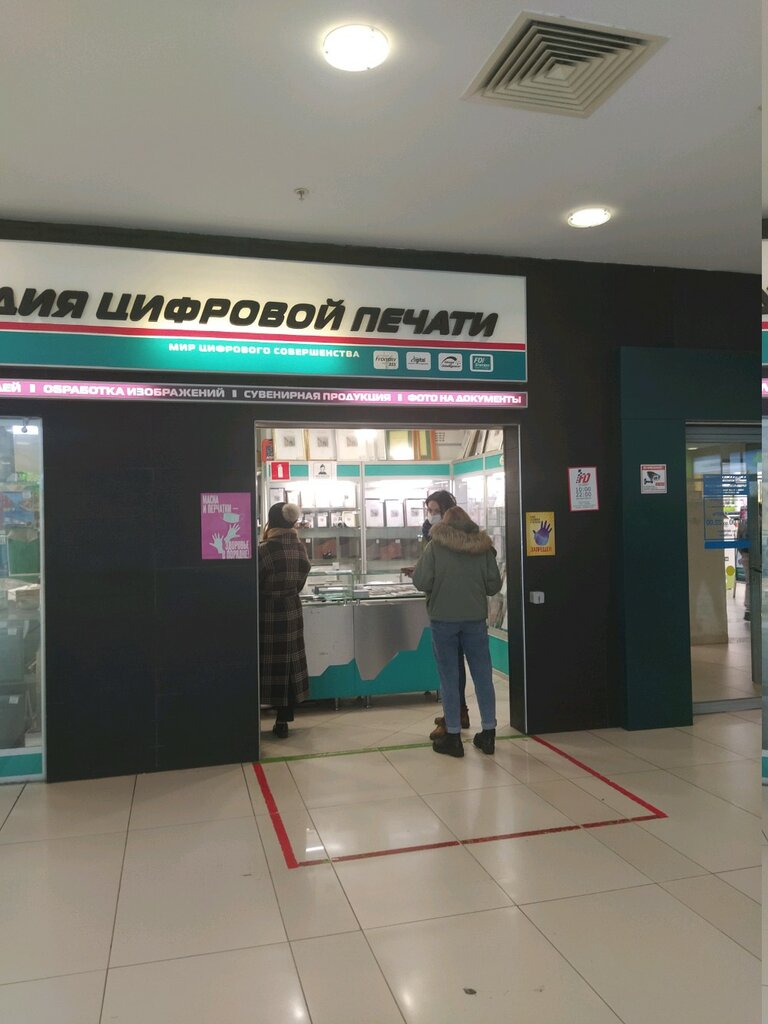 ДИЯ ЦИФРОВОЙ ПЕЧАТИ
МИР ЦИФРОВОГО СОВЕРШЕНСТВА
ЕЙ | ОБРАБОТКА ИЗОБРАЖЕНИЙ | СУВЕНИРНАЯ ПРОДУКЦИЯ | ФОТО НА ДОКУМЕНТЫ
МАСКА
И ПЕРЧАТКИ –
ЗДОРОВЬЕ
В ПОРЯДКЕ!
10:00
22:00